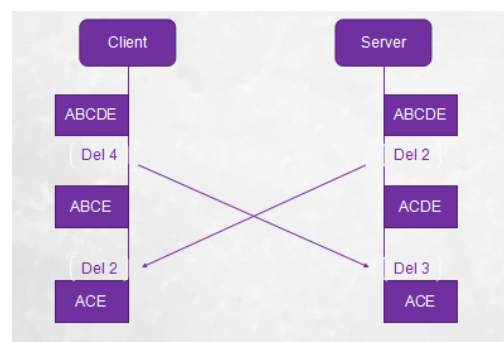 Client
Server
ABCDE
ABCDE
Del 4
Del 2
ABCE
ACDE
Del 2
Del 3
ACE
ACE